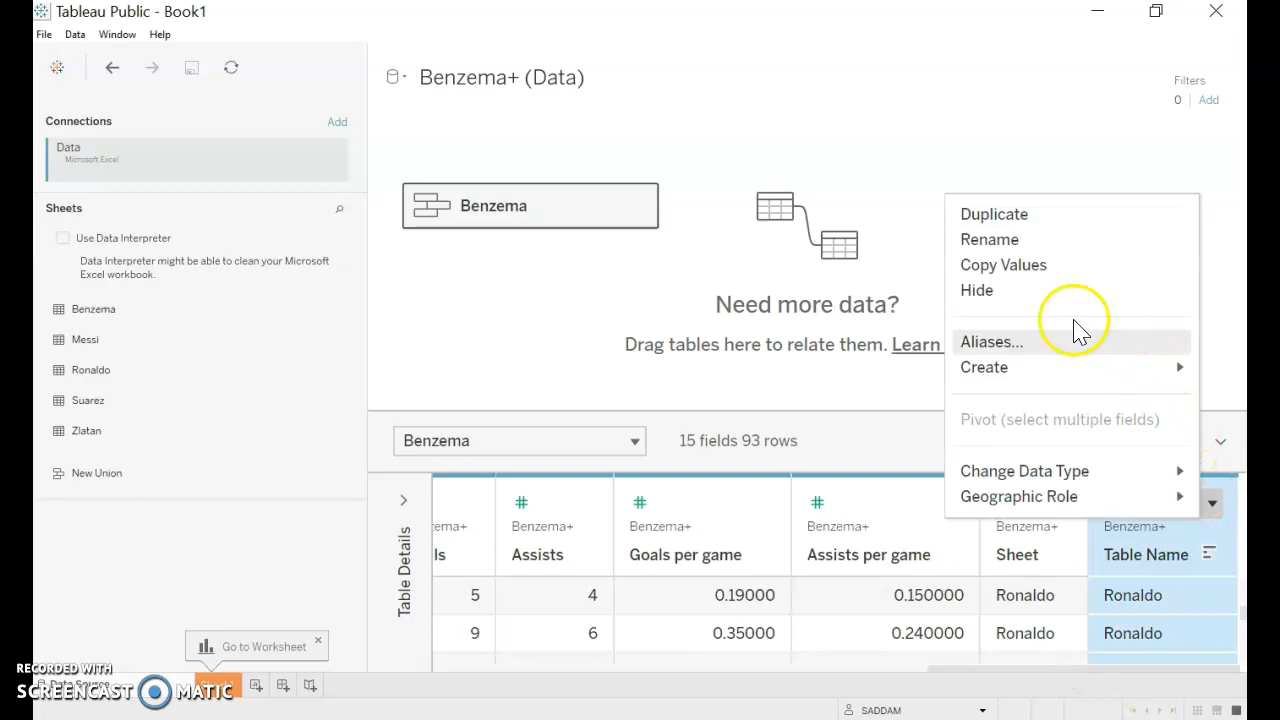 Tableau Public - Book1
File Data Window Help
Connections Add
Data
Microsoft Excel
Sheets
Use Data Interpreter
Data Interpreter might be able to clean your Microsoft
Excel workbook.
Benzema
Messi
Ronaldo
Suarez
Zlatan
New Union
Benzema+ (Data)
Filters
0 Add
Benzema
Need more data?
Drag tables here to relate them. Learn
Duplicate
Rename
Copy Values
Hide
Aliases...
Create
Pivot (select multiple fields)
Change Data Type
Geographic Role
Benzema 15 fields 93 rows
Table Details
ema+ Benzema+ Benzema+ Benzema+ Benzema+ Benzema+
ls Assists Goals per game Assists per game Sheet Table Name
5 4 0.19000 0.150000 Ronaldo Ronaldo
9 6 0.35000 0.240000 Ronaldo Ronaldo
Go to Worksheet
Data Source
RECORDED WITH
SCREENCAST MATIC
SADDAM